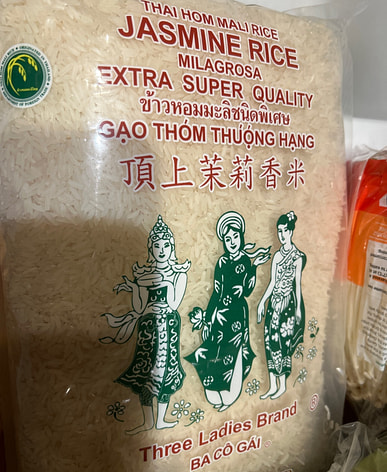 THAI HOM MALI RICE
JASMINE RICE
MILAGROSA
EXTRA SUPER QUALITY
ข้าวหอมมะลิชนิดพิเศษ
GẠO THƠM THƯỢNG HẠNG
頂上茉莉香米
Three Ladies Brand ®
BA CÔ GÁI